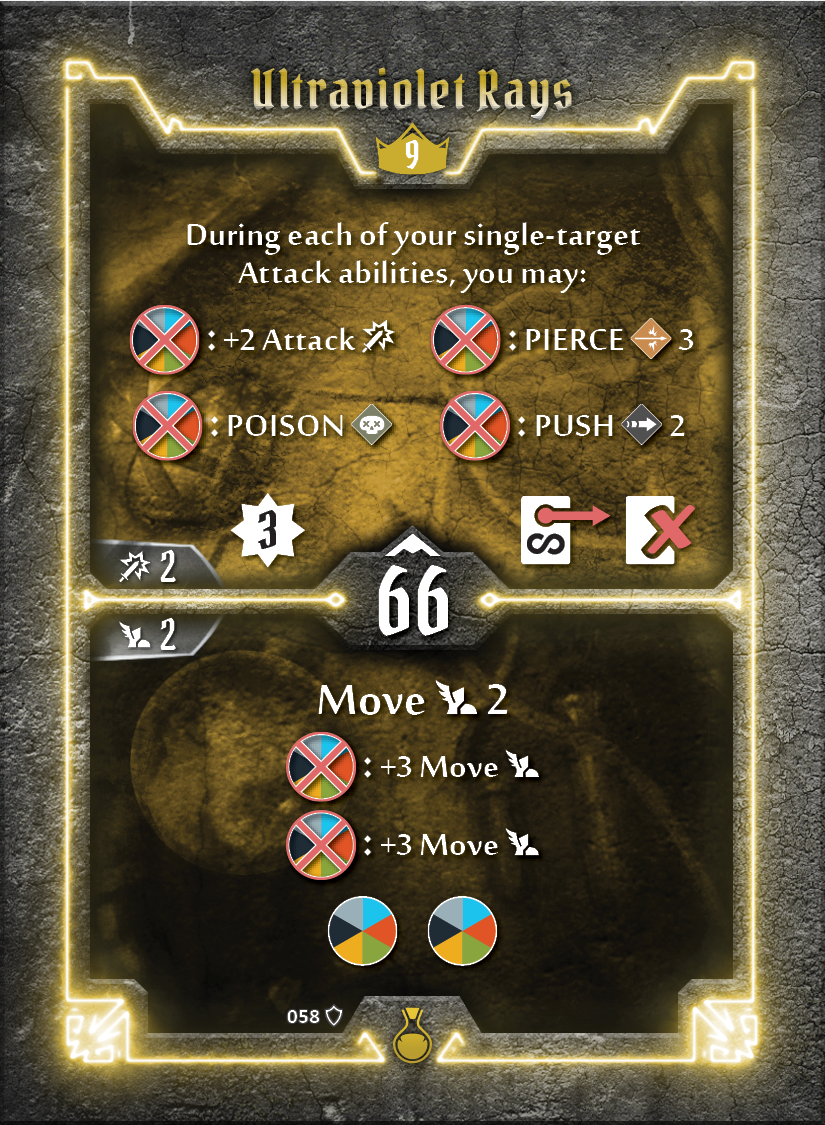 Ultraviolet Rays
9
During each of your single-target
Attack abilities, you may:
: +2 Attack : PIERCE 3
: POISON : PUSH 2
3 S
2
66
2
Move 2
: +3 Move
: +3 Move
058